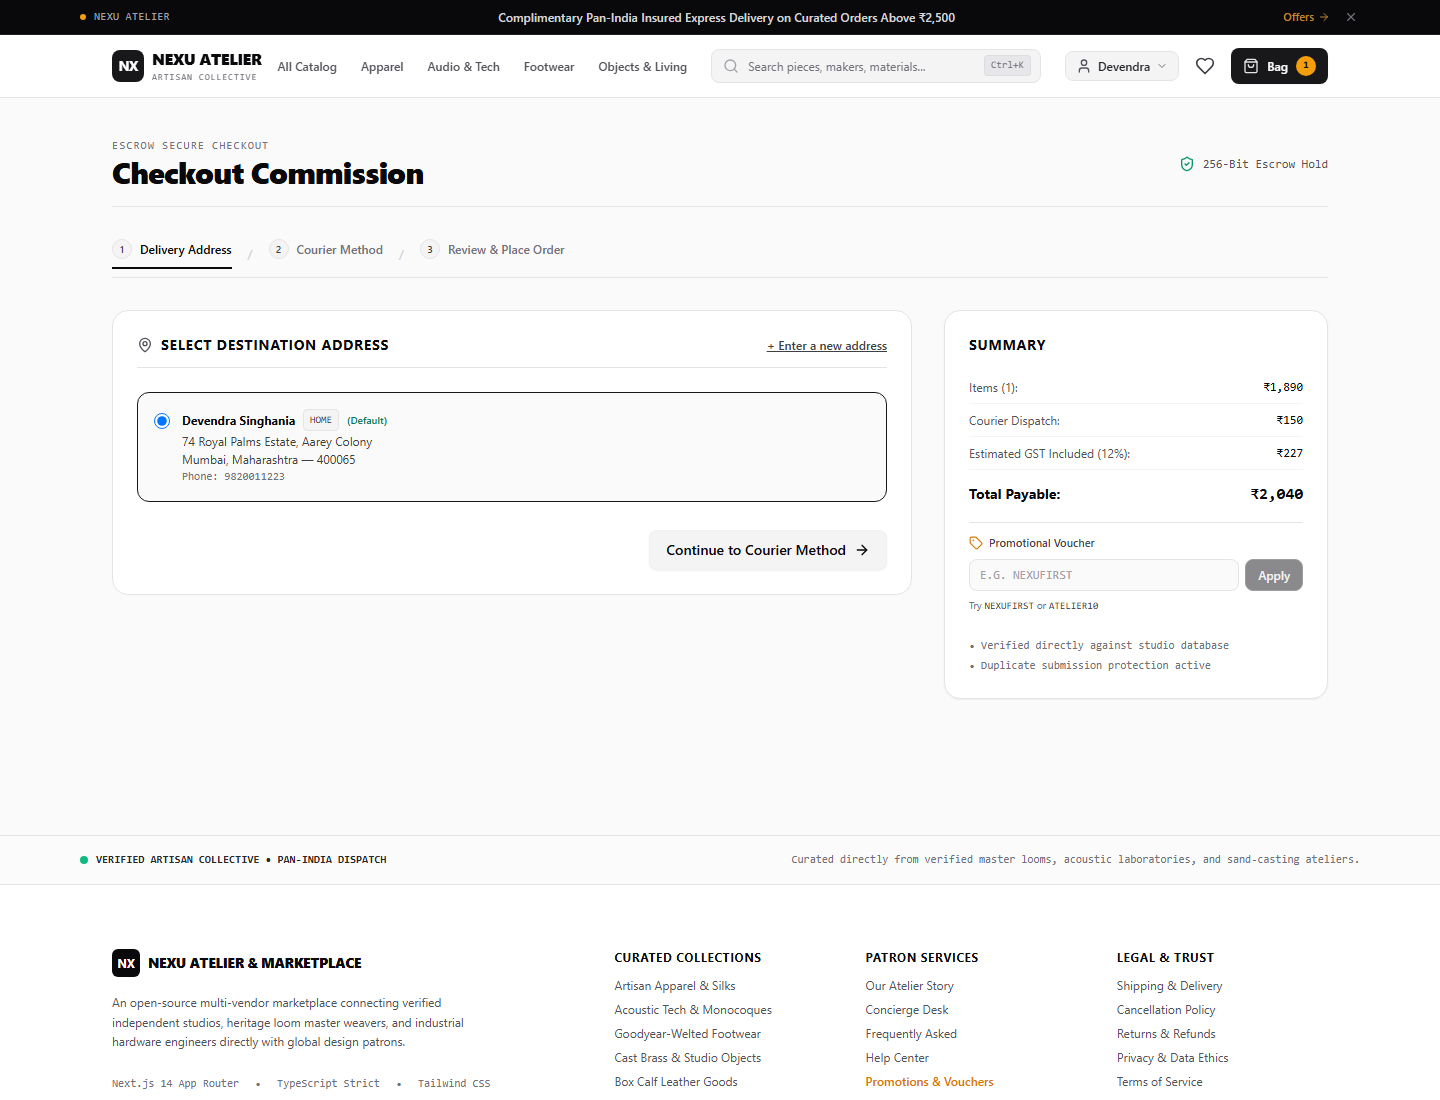 NEXU ATELIER
Complimentary Pan-India Insured Express Delivery on Curated Orders Above ₹2,500
Offers →
NX
NEXU ATELIER
ARTISAN COLLECTIVE
All Catalog
Apparel
Audio & Tech
Footwear
Objects & Living
Search pieces, makers, materials...
Ctrl+K
Devendra
Bag 1
ESCROW SECURE CHECKOUT
Checkout Commission
256-Bit Escrow Hold
1 Delivery Address
/
2 Courier Method
/
3 Review & Place Order
SELECT DESTINATION ADDRESS
+ Enter a new address
Devendra Singhania HOME (Default)
74 Royal Palms Estate, Aarey Colony
Mumbai, Maharashtra — 400065
Phone: 9820011223
Continue to Courier Method →
SUMMARY
Items (1): ₹1,890
Courier Dispatch: ₹150
Estimated GST Included (12%): ₹227
Total Payable: ₹2,040
Promotional Voucher
E.G. NEXUFIRST
Apply
Try NEXUFIRST or ATELIER10
• Verified directly against studio database
• Duplicate submission protection active
VERIFIED ARTISAN COLLECTIVE • PAN-INDIA DISPATCH
Curated directly from verified master looms, acoustic laboratories, and sand-casting ateliers.
NX
NEXU ATELIER & MARKETPLACE
An open-source multi-vendor marketplace connecting verified
independent studios, heritage loom master weavers, and industrial
hardware engineers directly with global design patrons.
Next.js 14 App Router • TypeScript Strict • Tailwind CSS
CURATED COLLECTIONS
Artisan Apparel & Silks
Acoustic Tech & Monocoques
Goodyear-Welted Footwear
Cast Brass & Studio Objects
Box Calf Leather Goods
PATRON SERVICES
Our Atelier Story
Concierge Desk
Frequently Asked
Help Center
Promotions & Vouchers
LEGAL & TRUST
Shipping & Delivery
Cancellation Policy
Returns & Refunds
Privacy & Data Ethics
Terms of Service